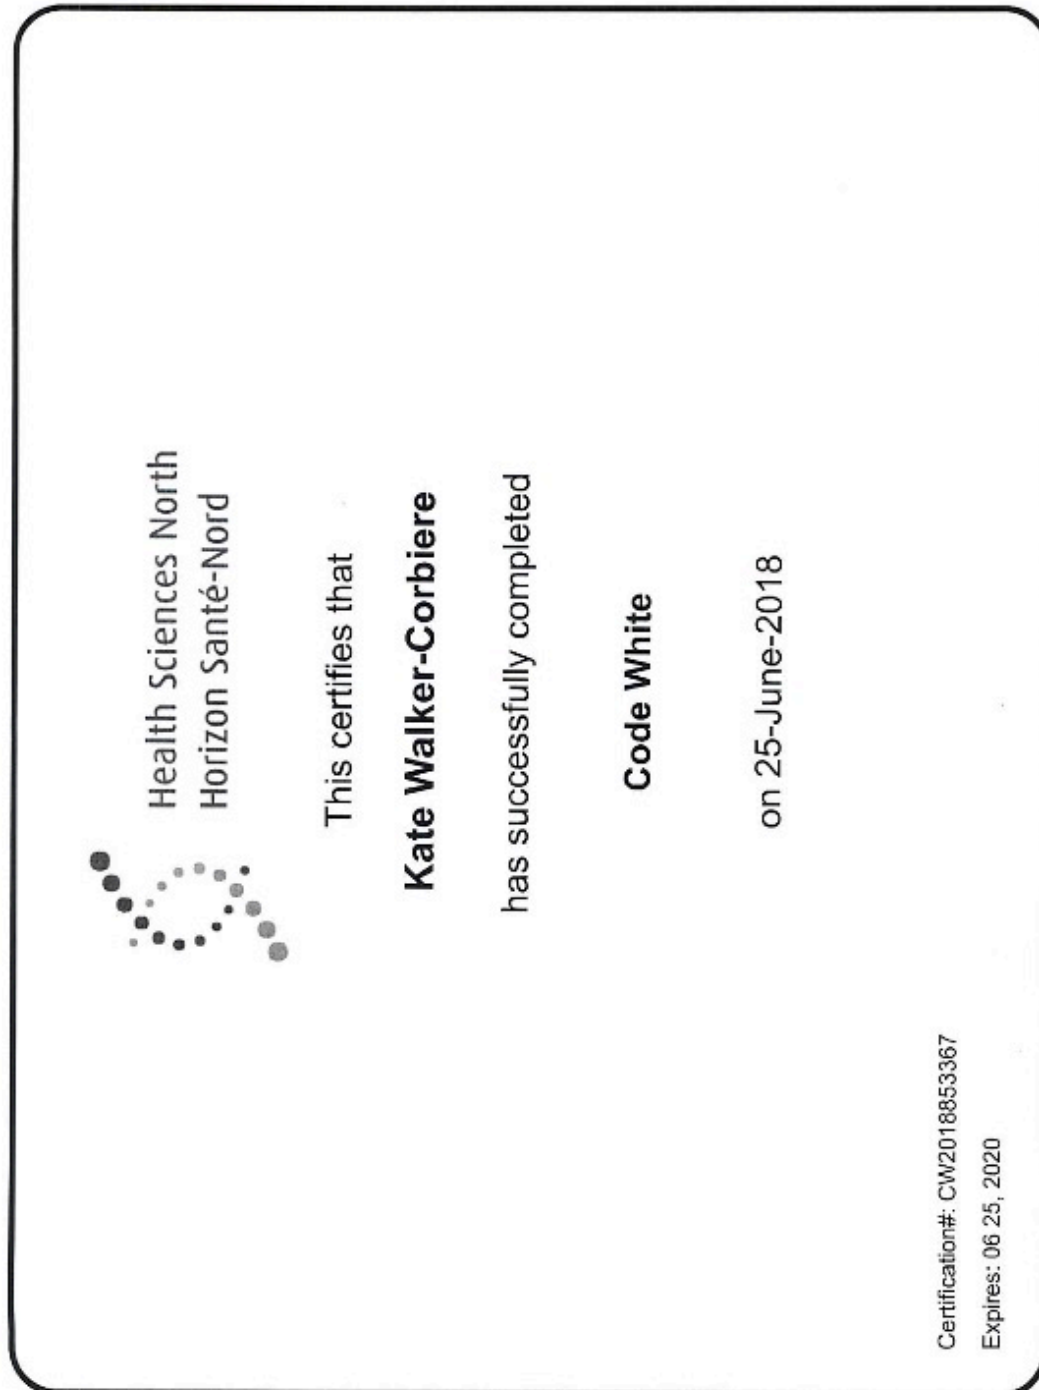 Health Sciences North
Horizon Santé-Nord
This certifies that
Kate Walker-Corbiere
has successfully completed
Code White
on 25-June-2018
Certification#: CW2018853367
Expires: 06 25, 2020